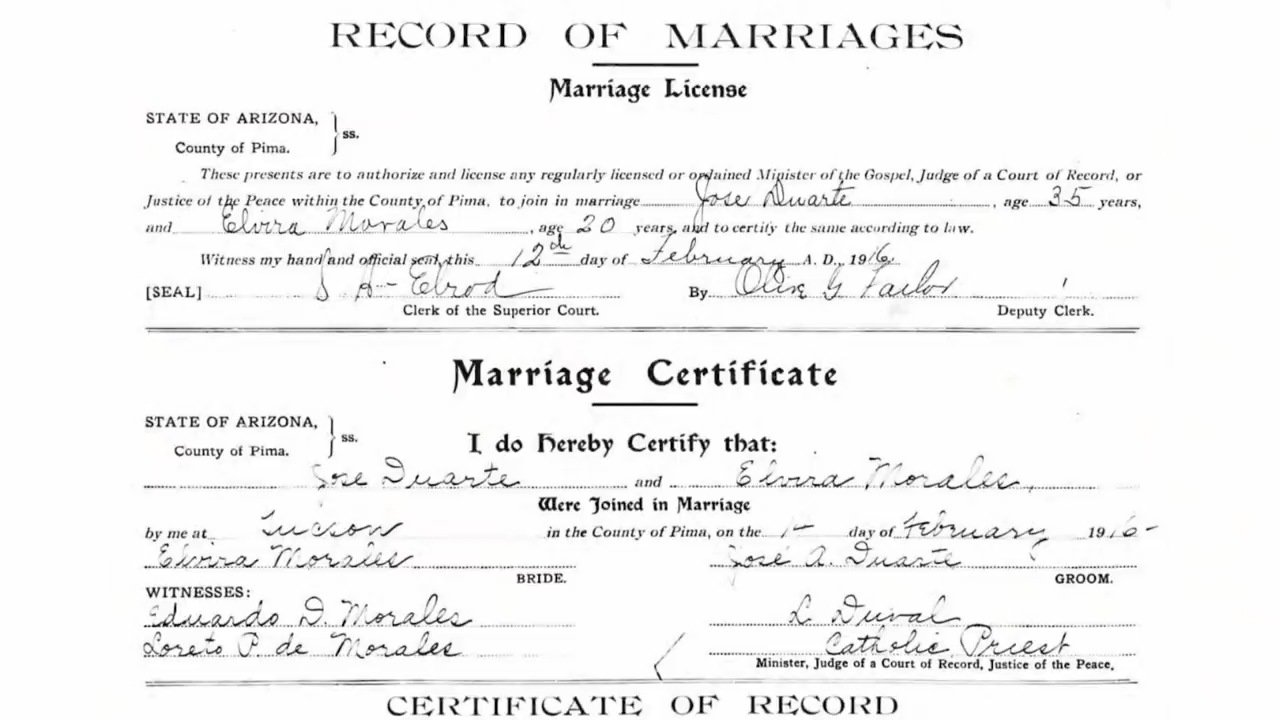 RECORD OF MARRIAGES
Marriage License
STATE OF ARIZONA,
County of Pima. } ss.
These presents are to authorize and license any regularly licensed or ordained Minister of the Gospel, Judge of a Court of Record, or
Justice of the Peace within the County of Pima, to join in marriage Jose Duarte, age 35 years,
and Elvira Morales, age 20 years, and to certify the same according to law.
Witness my hand and official seal, this 12th day of February A. D., 1916
[SEAL] S A Elrod By Olive G Failor
Clerk of the Superior Court. Deputy Clerk.
Marriage Certificate
STATE OF ARIZONA,
County of Pima. } ss. I do Hereby Certify that:
Jose Duarte and Elvira Morales,
Were Joined in Marriage
by me at Tucson in the County of Pima, on the day of February 1916
Elvira Morales José A. Duarte
BRIDE. GROOM.
WITNESSES:
Eduardo D. Morales L Duval
Loreto P. de Morales Catholic Priest
Minister, Judge of a Court of Record, Justice of the Peace,
CERTIFICATE OF RECORD